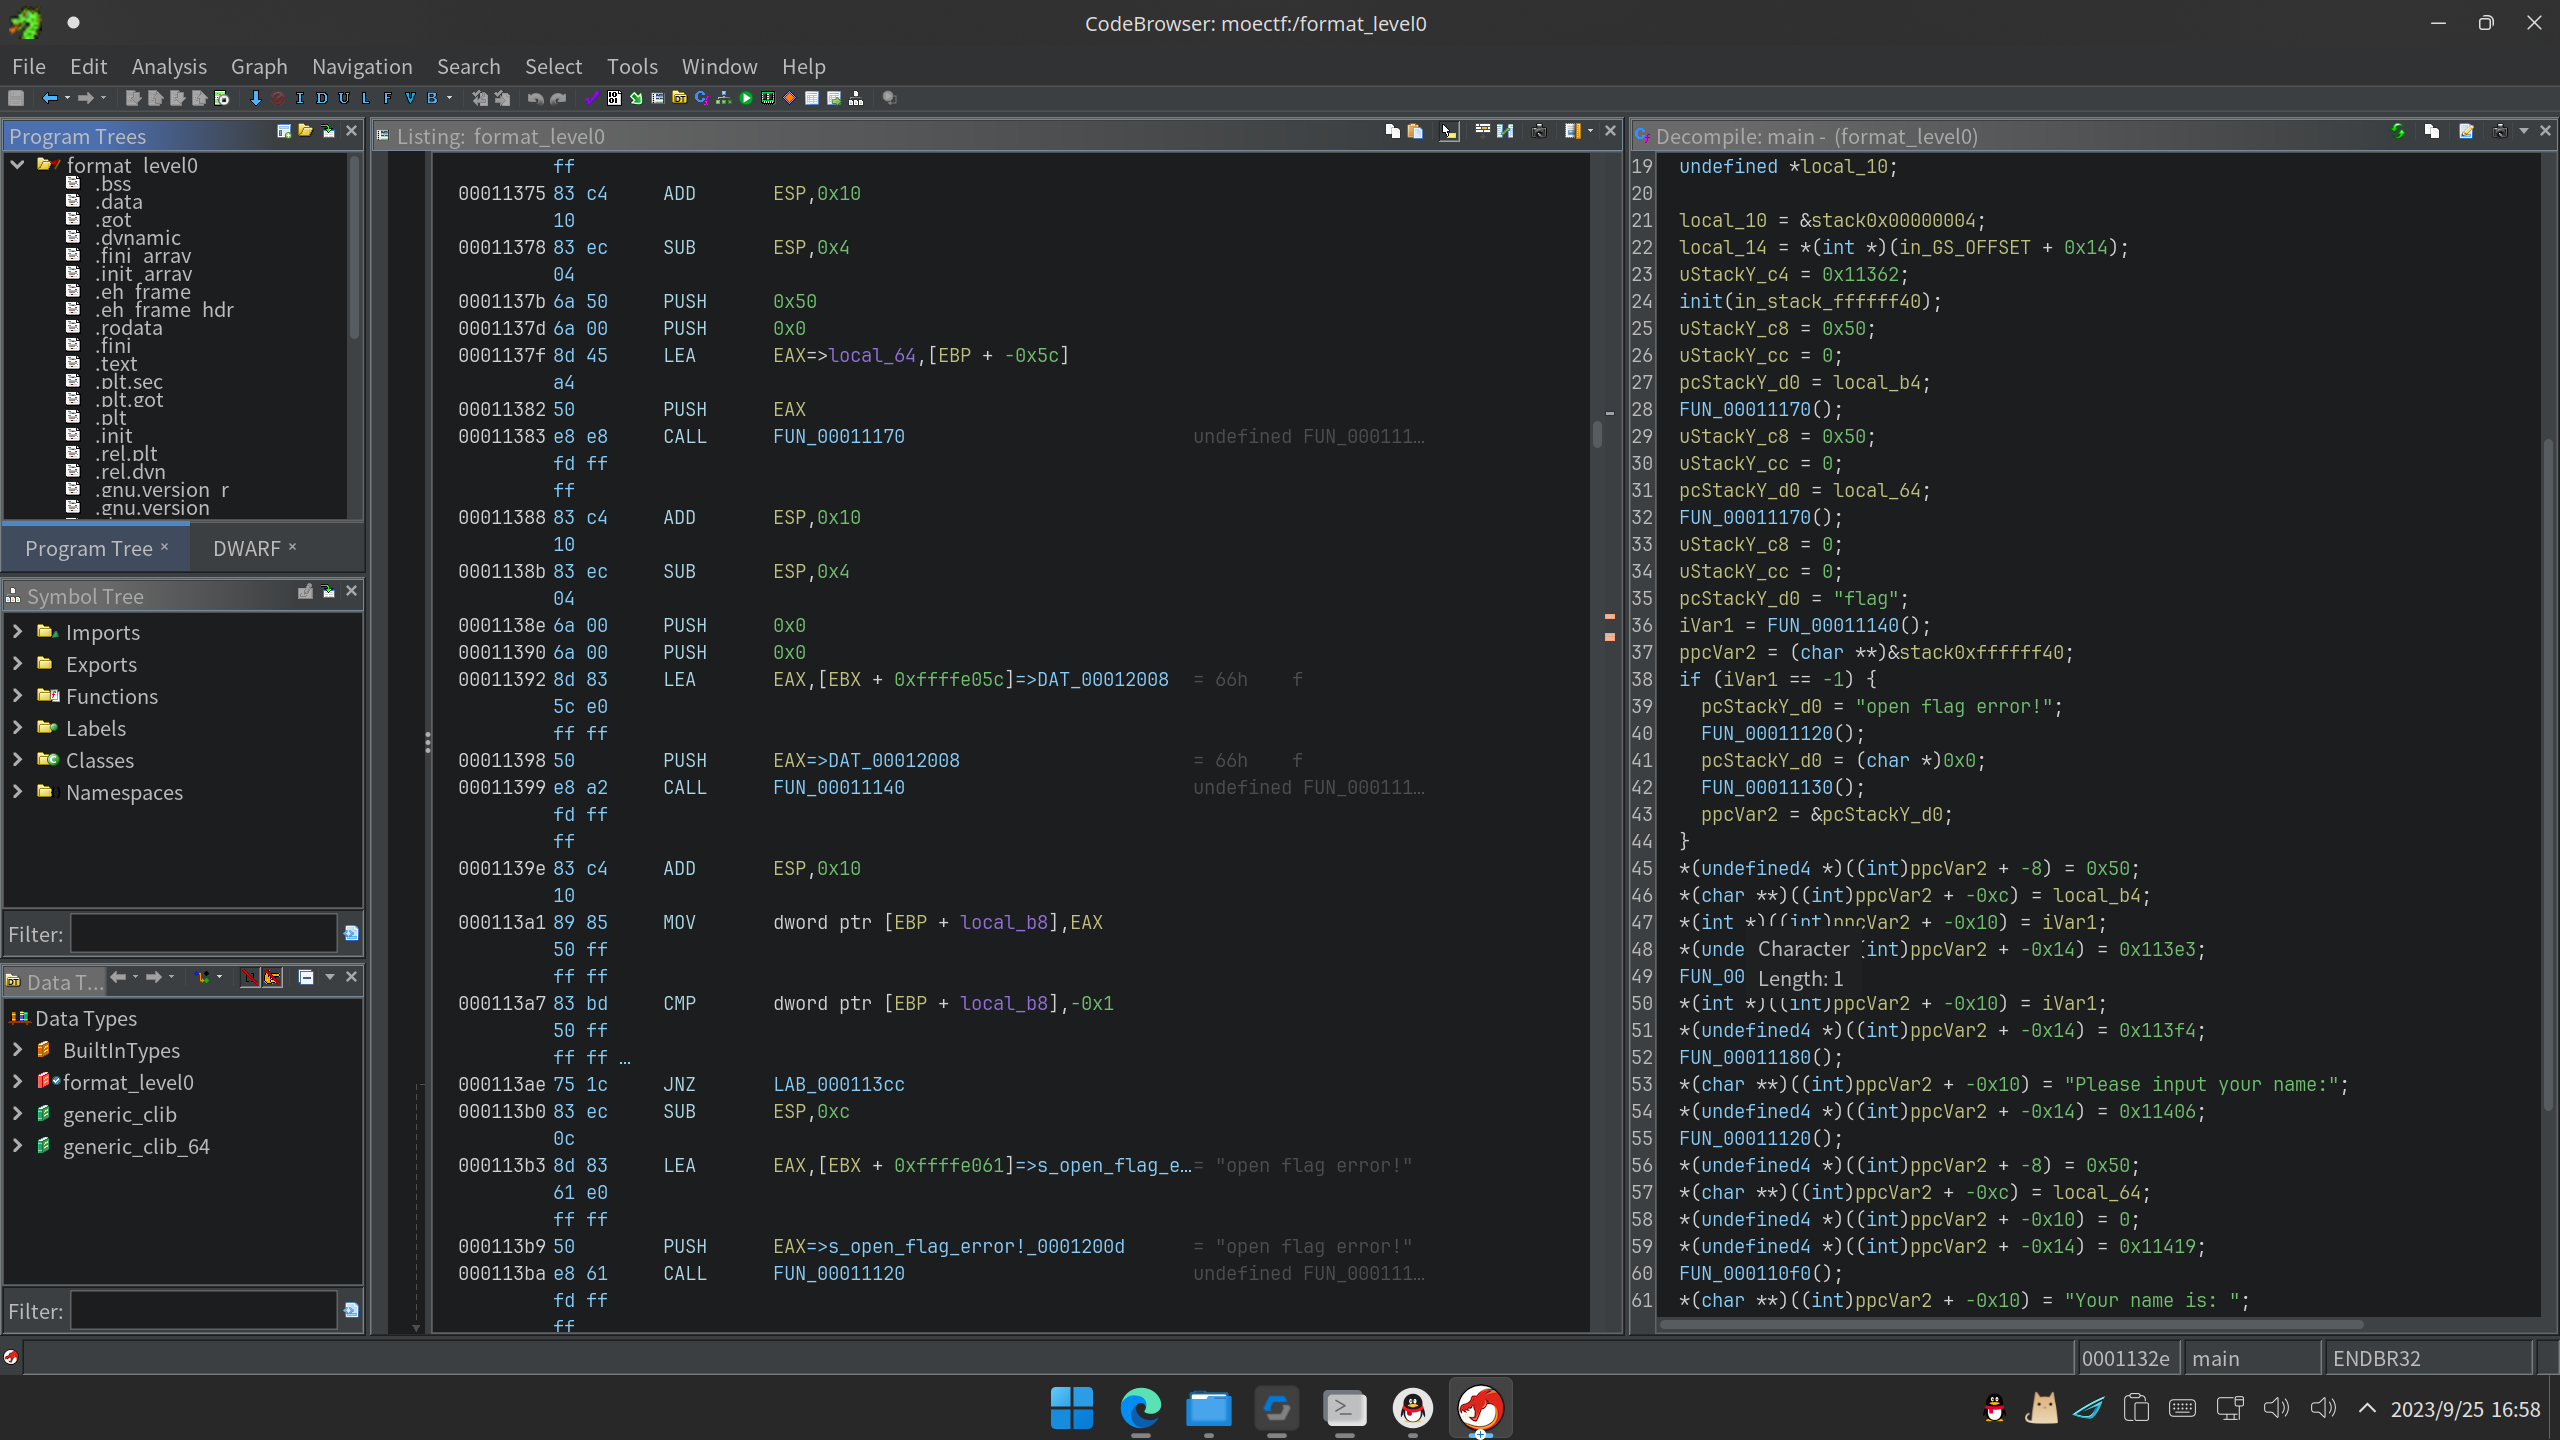 CodeBrowser: moectf:/format_level0
File Edit Analysis Graph Navigation Search Select Tools Window Help
I D U L F V B
Program Trees
format_level0
.bss
.data
.got
.dynamic
.fini_array
.init_array
.eh_frame
.eh_frame_hdr
.rodata
.fini
.text
.plt.sec
.plt.got
.plt
.init
.rel.plt
.rel.dyn
.gnu.version_r
.gnu.version
Program Tree × DWARF ×
Symbol Tree
Imports
Exports
Functions
Labels
Classes
Namespaces
Filter:
Data T...
Data Types
BuiltInTypes
format_level0
generic_clib
generic_clib_64
Filter:
Listing: format_level0
ff
00011375 83 c4 ADD ESP,0x10
10
00011378 83 ec SUB ESP,0x4
04
0001137b 6a 50 PUSH 0x50
0001137d 6a 00 PUSH 0x0
0001137f 8d 45 LEA EAX=>local_64,[EBP + -0x5c]
a4
00011382 50 PUSH EAX
00011383 e8 e8 CALL FUN_00011170 undefined FUN_000111...
fd ff
ff
00011388 83 c4 ADD ESP,0x10
10
0001138b 83 ec SUB ESP,0x4
04
0001138e 6a 00 PUSH 0x0
00011390 6a 00 PUSH 0x0
00011392 8d 83 LEA EAX,[EBX + 0xffffe05c]=>DAT_00012008 = 66h f
5c e0
ff ff
00011398 50 PUSH EAX=>DAT_00012008 = 66h f
00011399 e8 a2 CALL FUN_00011140 undefined FUN_000111...
fd ff
ff
0001139e 83 c4 ADD ESP,0x10
10
000113a1 89 85 MOV dword ptr [EBP + local_b8],EAX
50 ff
ff ff
000113a7 83 bd CMP dword ptr [EBP + local_b8],-0x1
50 ff
ff ff ...
000113ae 75 1c JNZ LAB_000113cc
000113b0 83 ec SUB ESP,0xc
0c
000113b3 8d 83 LEA EAX,[EBX + 0xffffe061]=>s_open_flag_e...= "open flag error!"
61 e0
ff ff
000113b9 50 PUSH EAX=>s_open_flag_error!_0001200d = "open flag error!"
000113ba e8 61 CALL FUN_00011120 undefined FUN_000111...
fd ff
ff
Decompile: main - (format_level0)
19 undefined *local_10;
20
21 local_10 = &stack0x00000004;
22 local_14 = *(int *)(in_GS_OFFSET + 0x14);
23 uStackY_c4 = 0x11362;
24 init(in_stack_ffffff40);
25 uStackY_c8 = 0x50;
26 uStackY_cc = 0;
27 pcStackY_d0 = local_b4;
28 FUN_00011170();
29 uStackY_c8 = 0x50;
30 uStackY_cc = 0;
31 pcStackY_d0 = local_64;
32 FUN_00011170();
33 uStackY_c8 = 0;
34 uStackY_cc = 0;
35 pcStackY_d0 = "flag";
36 iVar1 = FUN_00011140();
37 ppcVar2 = (char **)&stack0xffffff40;
38 if (iVar1 == -1) {
39 pcStackY_d0 = "open flag error!";
40 FUN_00011120();
41 pcStackY_d0 = (char *)0x0;
42 FUN_00011130();
43 ppcVar2 = &pcStackY_d0;
44 }
45 *(undefined4 *)((int)ppcVar2 + -8) = 0x50;
46 *(char **)((int)ppcVar2 + -0xc) = local_b4;
47 *(int *)((int)ppcVar2 + -0x10) = iVar1;
48 *(unde Character int)ppcVar2 + -0x14) = 0x113e3;
49 FUN_00 Length: 1
50 *(int *)((int)ppcVar2 + -0x10) = iVar1;
51 *(undefined4 *)((int)ppcVar2 + -0x14) = 0x113f4;
52 FUN_00011180();
53 *(char **)((int)ppcVar2 + -0x10) = "Please input your name:";
54 *(undefined4 *)((int)ppcVar2 + -0x14) = 0x11406;
55 FUN_00011120();
56 *(undefined4 *)((int)ppcVar2 + -8) = 0x50;
57 *(char **)((int)ppcVar2 + -0xc) = local_64;
58 *(undefined4 *)((int)ppcVar2 + -0x10) = 0;
59 *(undefined4 *)((int)ppcVar2 + -0x14) = 0x11419;
60 FUN_000110f0();
61 *(char **)((int)ppcVar2 + -0x10) = "Your name is: ";
0001132e main ENDBR32
2023/9/25 16:58